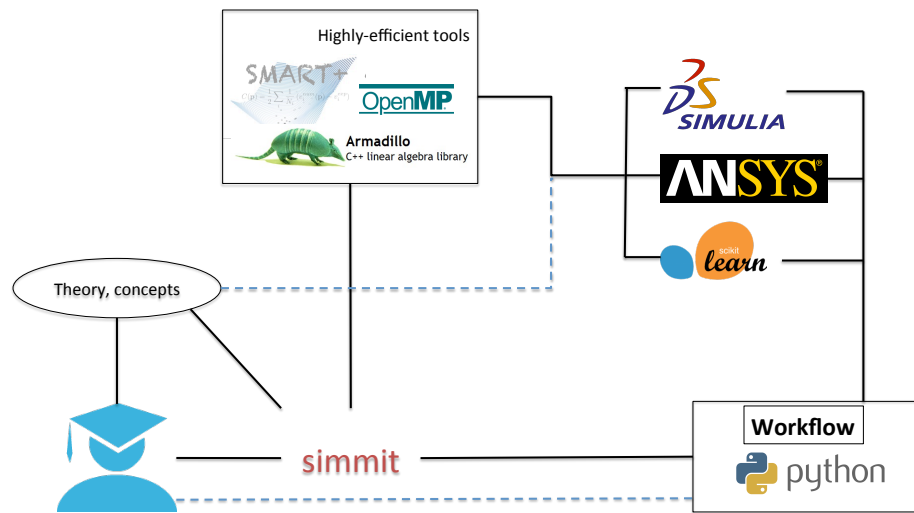 Highly-efficient tools
SMART+
OpenMP
Armadillo
C++ linear algebra library
SIMULIA
ANSYS®
scikit
learn
Theory, concepts
simmit
Workflow
python